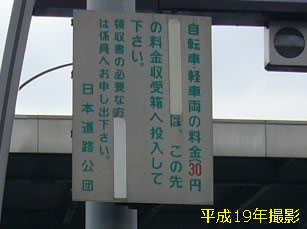 自転車軽車両の料金30円
は、この先
の料金収受箱へ投入して
下さい。
領収書の必要な方
は係員へお申し出下さい。
日本道路公団
平成19年撮影